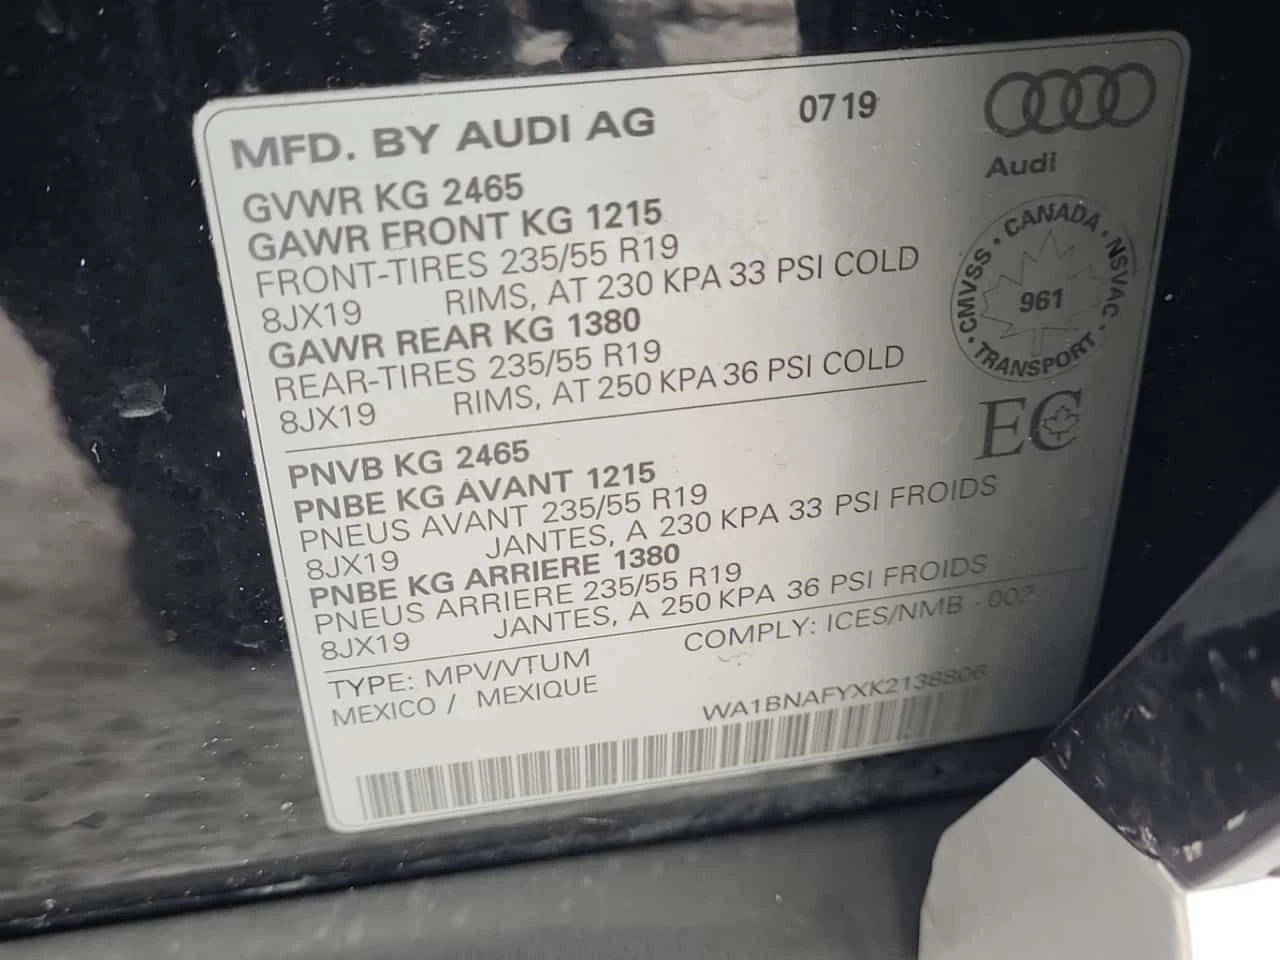 MFD. BY AUDI AG 0719
Audi
GVWR KG 2465
GAWR FRONT KG 1215
FRONT-TIRES 235/55 R19
8JX19 RIMS, AT 230 KPA 33 PSI COLD
GAWR REAR KG 1380
REAR-TIRES 235/55 R19
8JX19 RIMS, AT 250 KPA 36 PSI COLD
CMVSS • CANADA • NSVAC • TRANSPORT •
961
EC
PNVB KG 2465
PNBE KG AVANT 1215
PNEUS AVANT 235/55 R19
8JX19 JANTES, A 230 KPA 33 PSI FROIDS
PNBE KG ARRIERE 1380
PNEUS ARRIERE 235/55 R19
8JX19 JANTES, A 250 KPA 36 PSI FROIDS
TYPE: MPV/VTUM COMPLY: ICES/NMB - 002
MEXICO / MEXIQUE
WA1BNAFYXK2138806